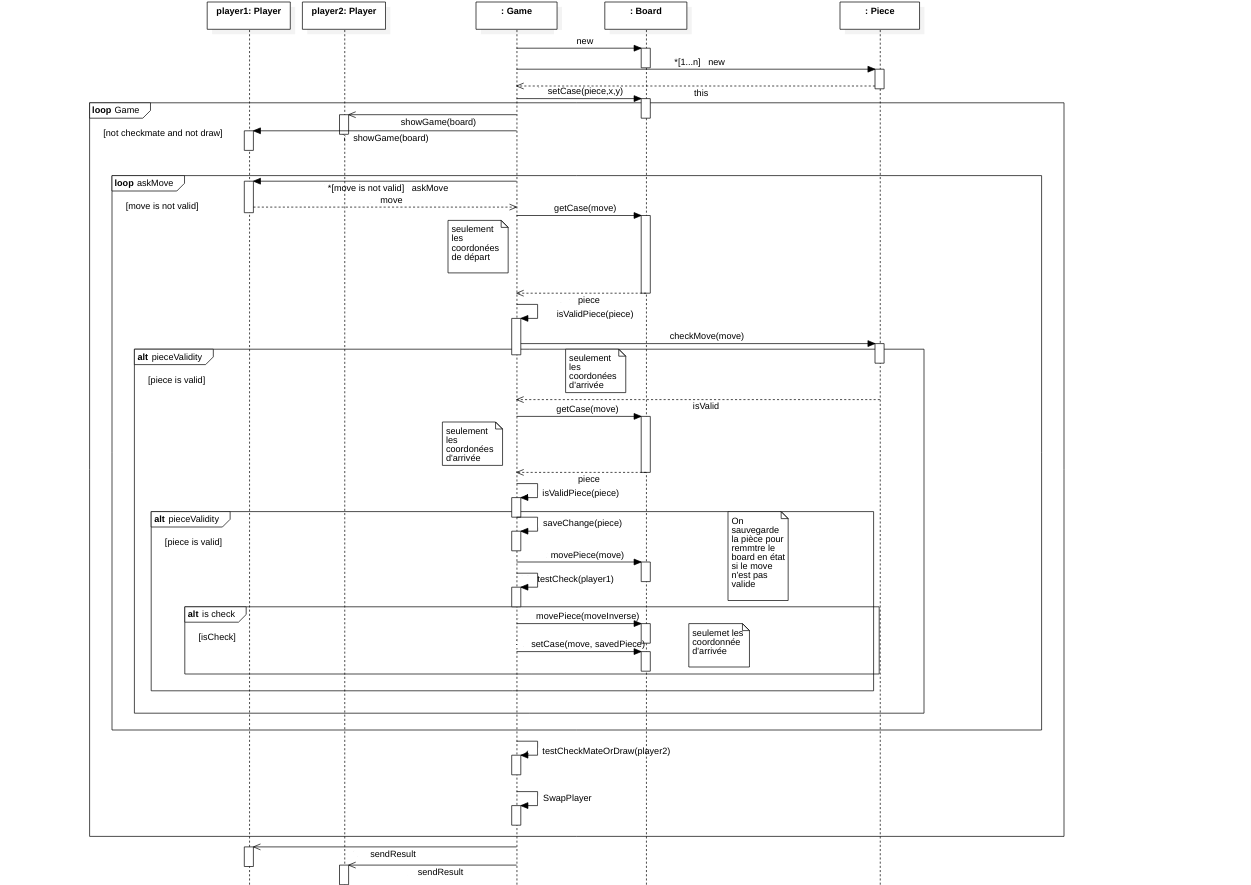 player1: Player
player2: Player
: Game
: Board
: Piece
new
*[1...n] new
this
setCase(piece,x,y)
loop Game
showGame(board)
[not checkmate and not draw]
showGame(board)
loop askMove
*[move is not valid] askMove
move
[move is not valid]
getCase(move)
seulement
les
coordonées
de départ
piece
isValidPiece(piece)
checkMove(move)
alt pieceValidity
seulement
les
coordonées
d'arrivée
[piece is valid]
isValid
getCase(move)
seulement
les
coordonées
d'arrivée
piece
isValidPiece(piece)
alt pieceValidity
saveChange(piece)
On
sauvegarde
la pièce pour
remmtre le
board en état
si le move
n'est pas
valide
[piece is valid]
movePiece(move)
testCheck(player1)
alt is check
movePiece(moveInverse)
[isCheck]
seulemet les
coordonnée
d'arrivée
setCase(move, savedPiece)
testCheckMateOrDraw(player2)
SwapPlayer
sendResult
sendResult